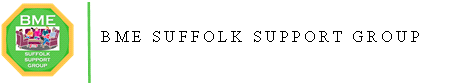 BME
SUFFOLK
SUPPORT
GROUP
BME SUFFOLK SUPPORT GROUP